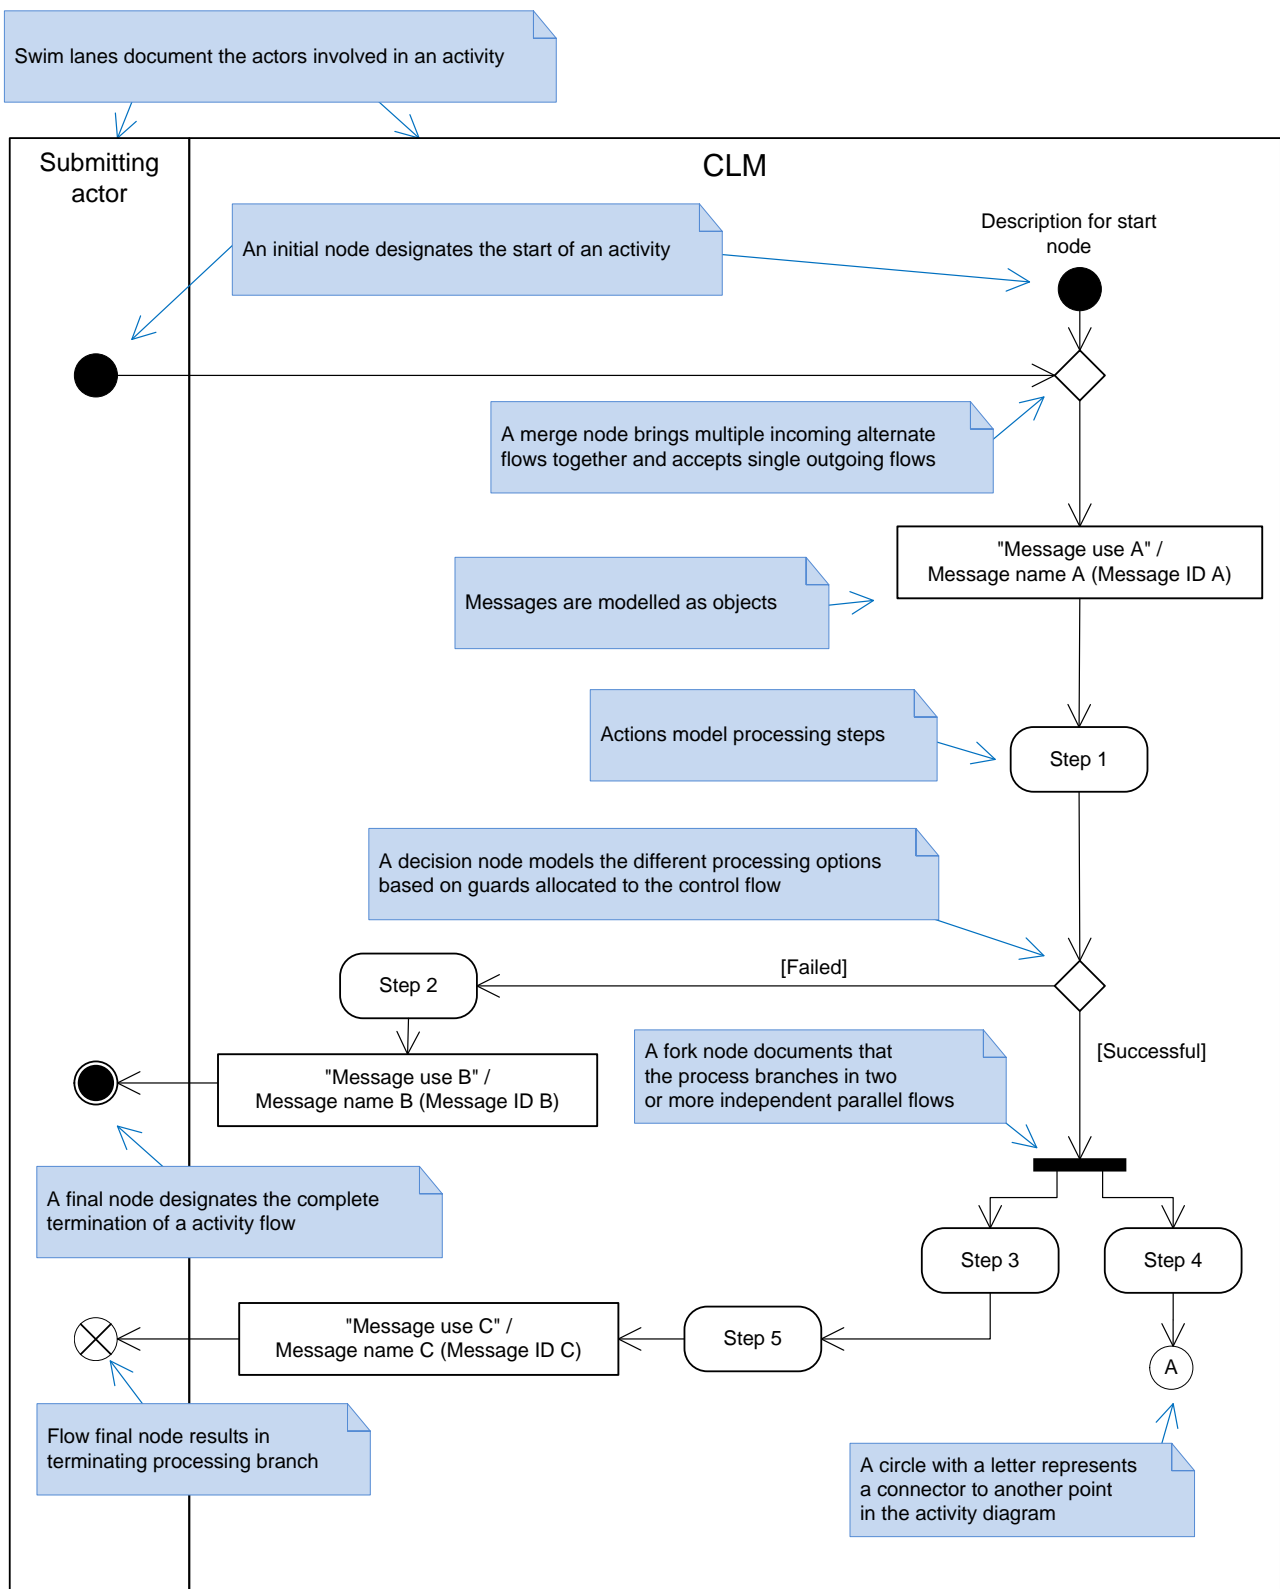 Swim lanes document the actors involved in an activity
Submitting
actor
CLM
An initial node designates the start of an activity
Description for start
node
A merge node brings multiple incoming alternate
flows together and accepts single outgoing flows
"Message use A" /
Message name A (Message ID A)
Messages are modelled as objects
Actions model processing steps
Step 1
A decision node models the different processing options
based on guards allocated to the control flow
[Failed]
Step 2
[Successful]
A fork node documents that
the process branches in two
or more independent parallel flows
"Message use B" /
Message name B (Message ID B)
A final node designates the complete
termination of a activity flow
Step 3
Step 4
"Message use C" /
Message name C (Message ID C)
Step 5
A
Flow final node results in
terminating processing branch
A circle with a letter represents
a connector to another point
in the activity diagram